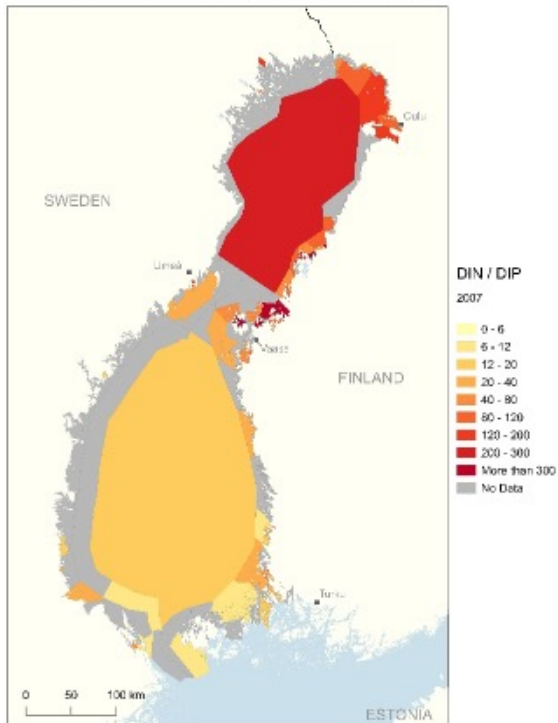 Oulu
SWEDEN
Umeå
DIN / DIP
2007
0 - 6
6 - 12
12 - 20
20 - 40
40 - 80
80 - 120
120 - 200
200 - 300
More than 300
No Data
Vaasa
FINLAND
Turku
0 50 100 km
ESTONIA